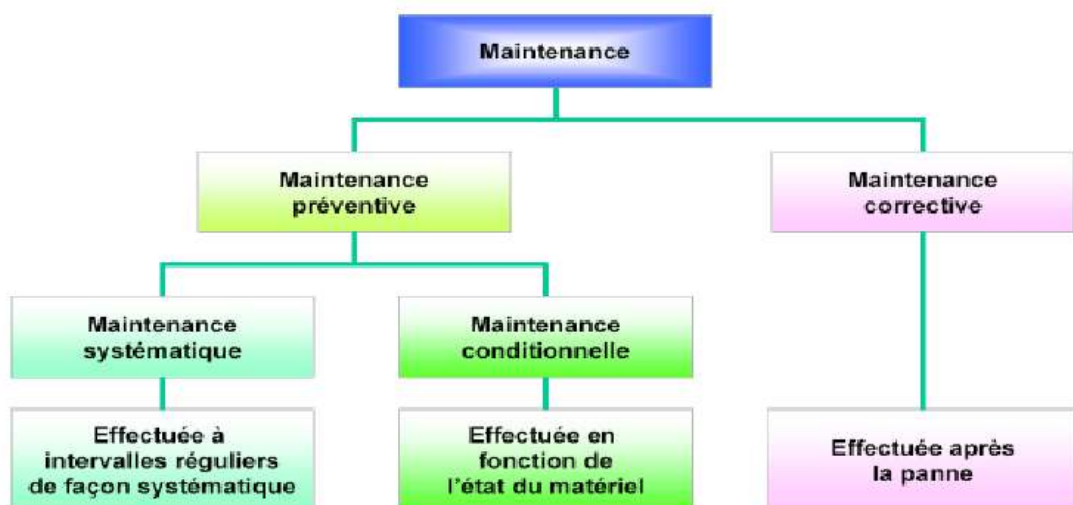 Maintenance
Maintenance
préventive
Maintenance
corrective
Maintenance
systématique
Maintenance
conditionnelle
Effectuée à
intervalles réguliers
de façon systématique
Effectuée en
fonction de
l'état du matériel
Effectuée après
la panne